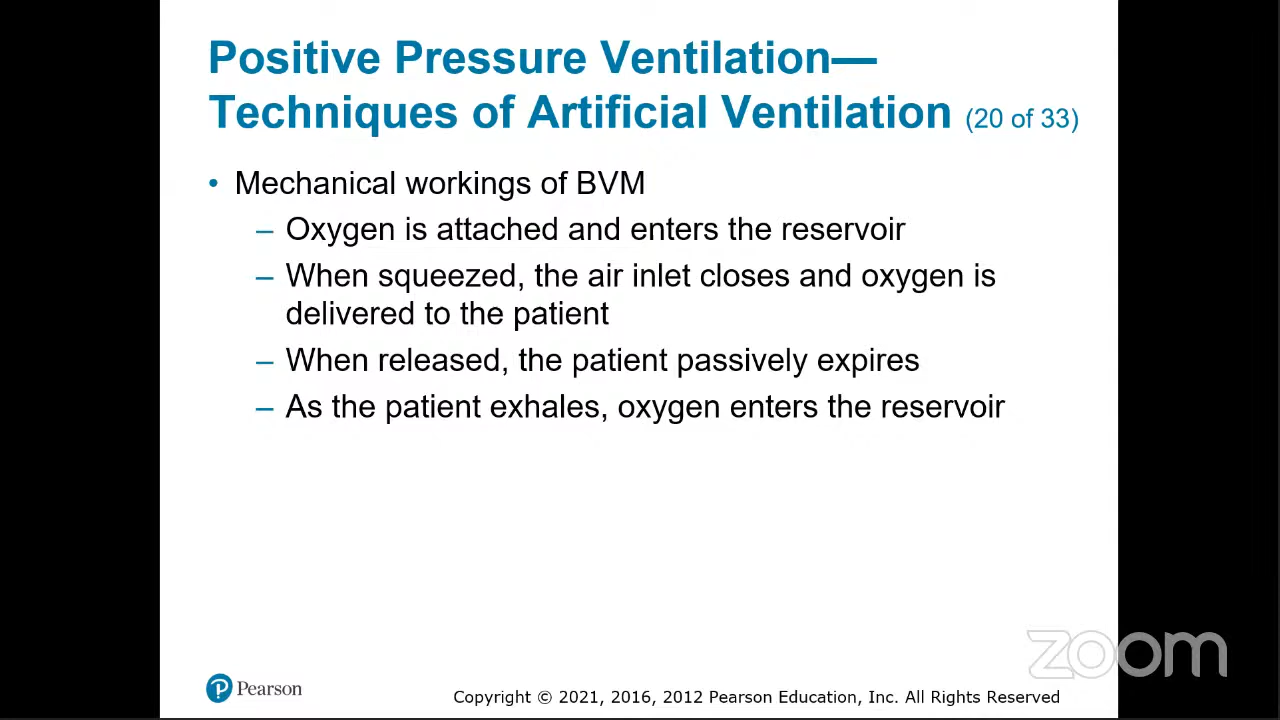 Positive Pressure Ventilation—
Techniques of Artificial Ventilation (20 of 33)
• Mechanical workings of BVM
– Oxygen is attached and enters the reservoir
– When squeezed, the air inlet closes and oxygen is
delivered to the patient
– When released, the patient passively expires
– As the patient exhales, oxygen enters the reservoir
zoom
P Pearson
Copyright © 2021, 2016, 2012 Pearson Education, Inc. All Rights Reserved